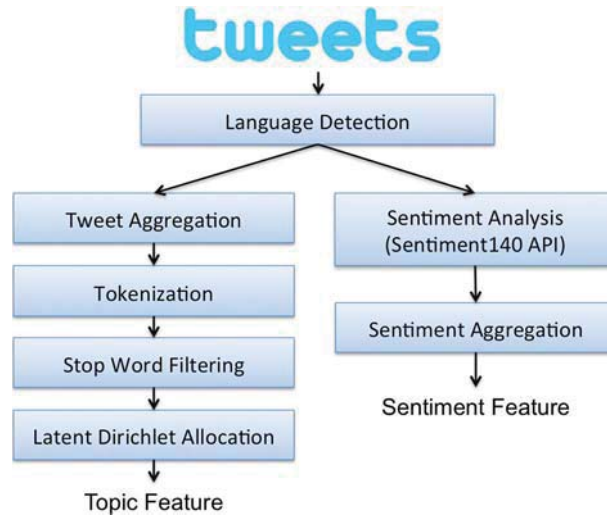 tweets
Language Detection
Tweet Aggregation
Tokenization
Stop Word Filtering
Latent Dirichlet Allocation
Topic Feature
Sentiment Analysis
(Sentiment140 API)
Sentiment Aggregation
Sentiment Feature